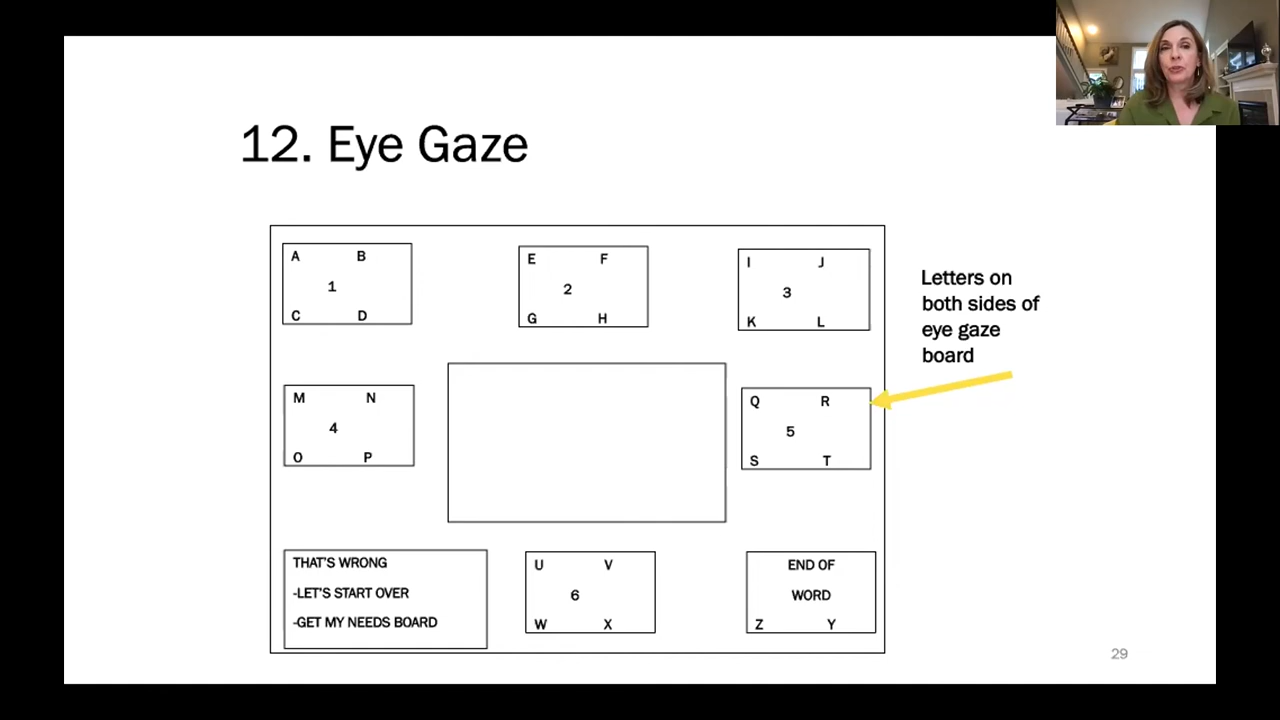 12. Eye Gaze
A B
1
C D
E F
2
G H
I J
3
K L
Letters on
both sides of
eye gaze
board
M N
4
O P
Q R
5
S T
THAT'S WRONG
-LET'S START OVER
-GET MY NEEDS BOARD
U V
6
W X
END OF
WORD
Z Y
29